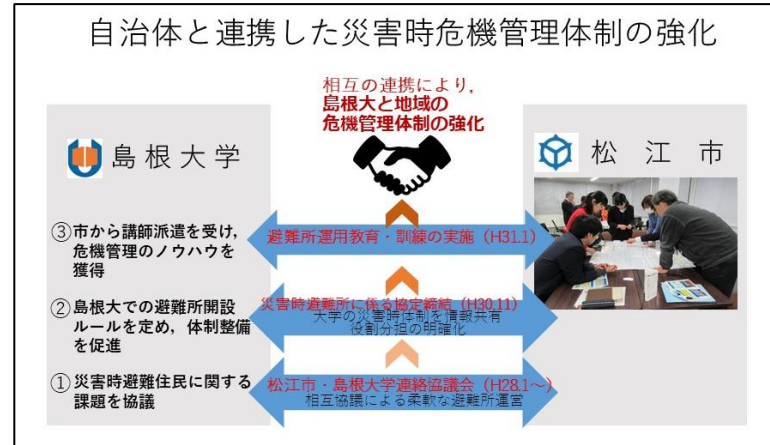 自治体と連携した災害時危機管理体制の強化
相互の連携により,
島根大と地域の
危機管理体制の強化
島根大学
松江市
③市から講師派遣を受け,
危機管理のノウハウを
獲得
避難所運用教育・訓練の実施（H31.1）
②島根大での避難所開設
ルールを定め，体制整備
を促進
災害時避難所に係る協定締結（H30.11）
大学の災害時体制を情報共有
役割分担の明確化
①災害時避難住民に関する
課題を協議
松江市・島根大学連絡協議会（H28.1～）
相互協議による柔軟な避難所運営